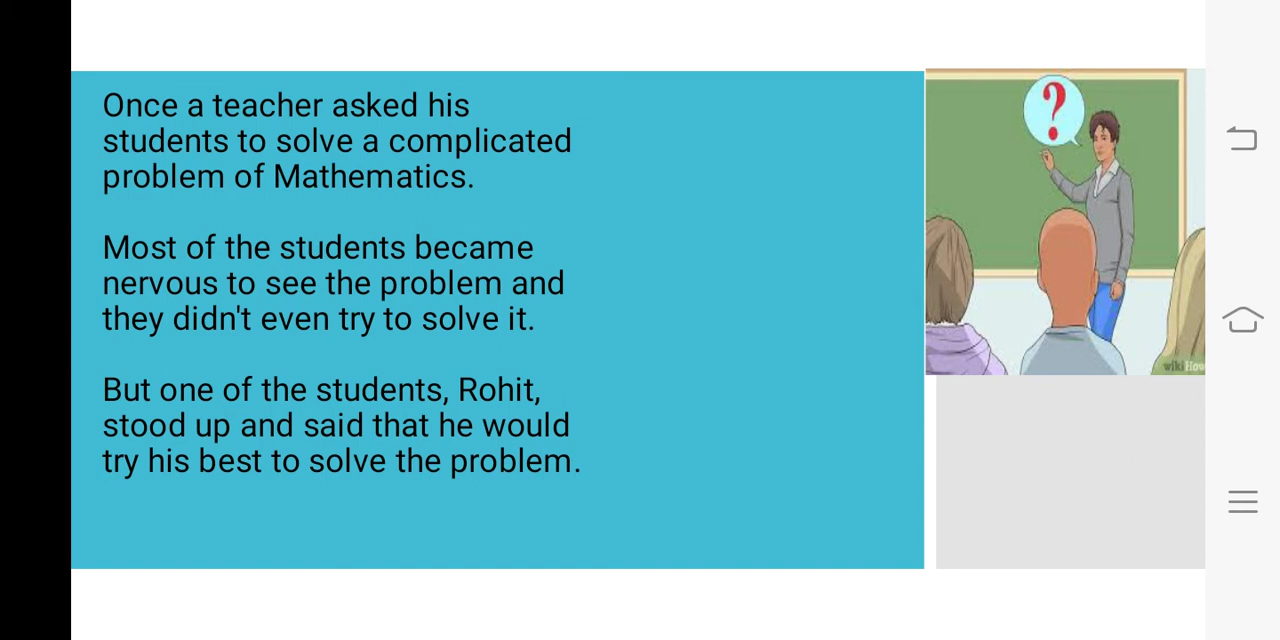 Once a teacher asked his
students to solve a complicated
problem of Mathematics.
Most of the students became
nervous to see the problem and
they didn't even try to solve it.
But one of the students, Rohit,
stood up and said that he would
try his best to solve the problem.
?
wikiHow